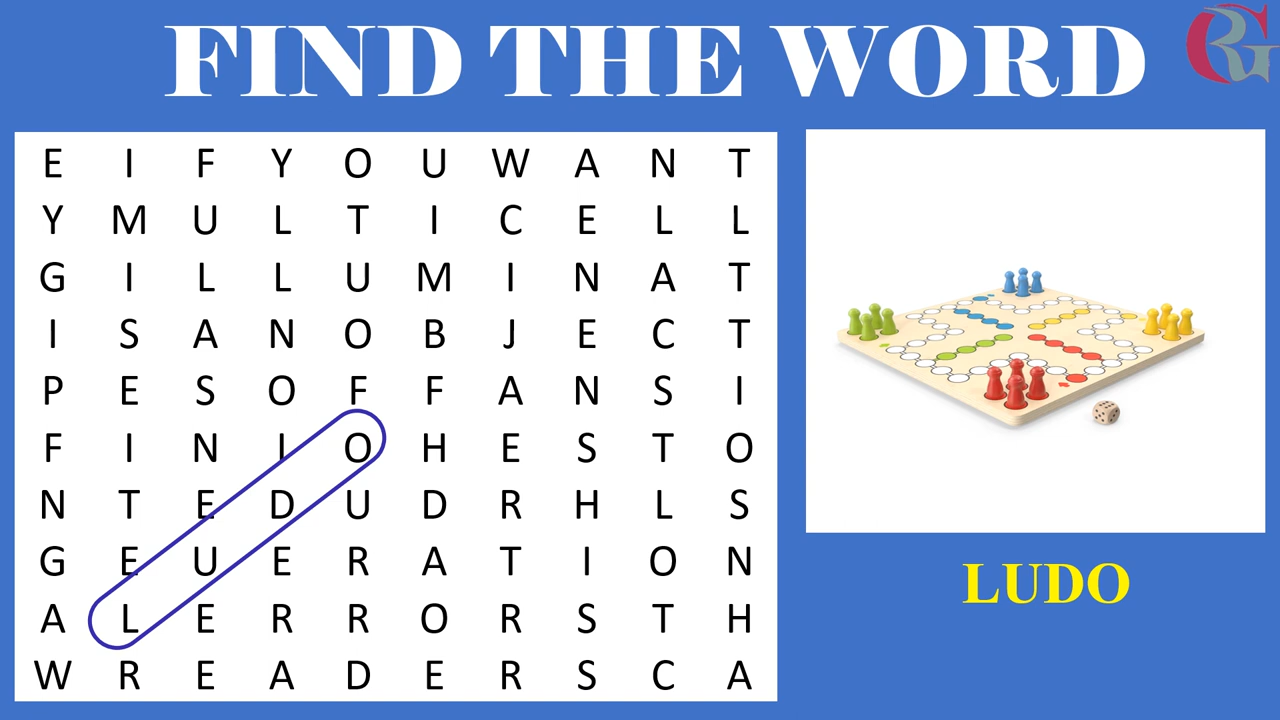 FIND THE WORD
E I F Y O U W A N T
Y M U L T I C E L L
G I L L U M I N A T
I S A N O B J E C T
P E S O F F A N S I
F I N I O H E S T O
N T E D U D R H L S
G E U E R A T I O N
A L E R R O R S T H
W R E A D E R S C A
LUDO